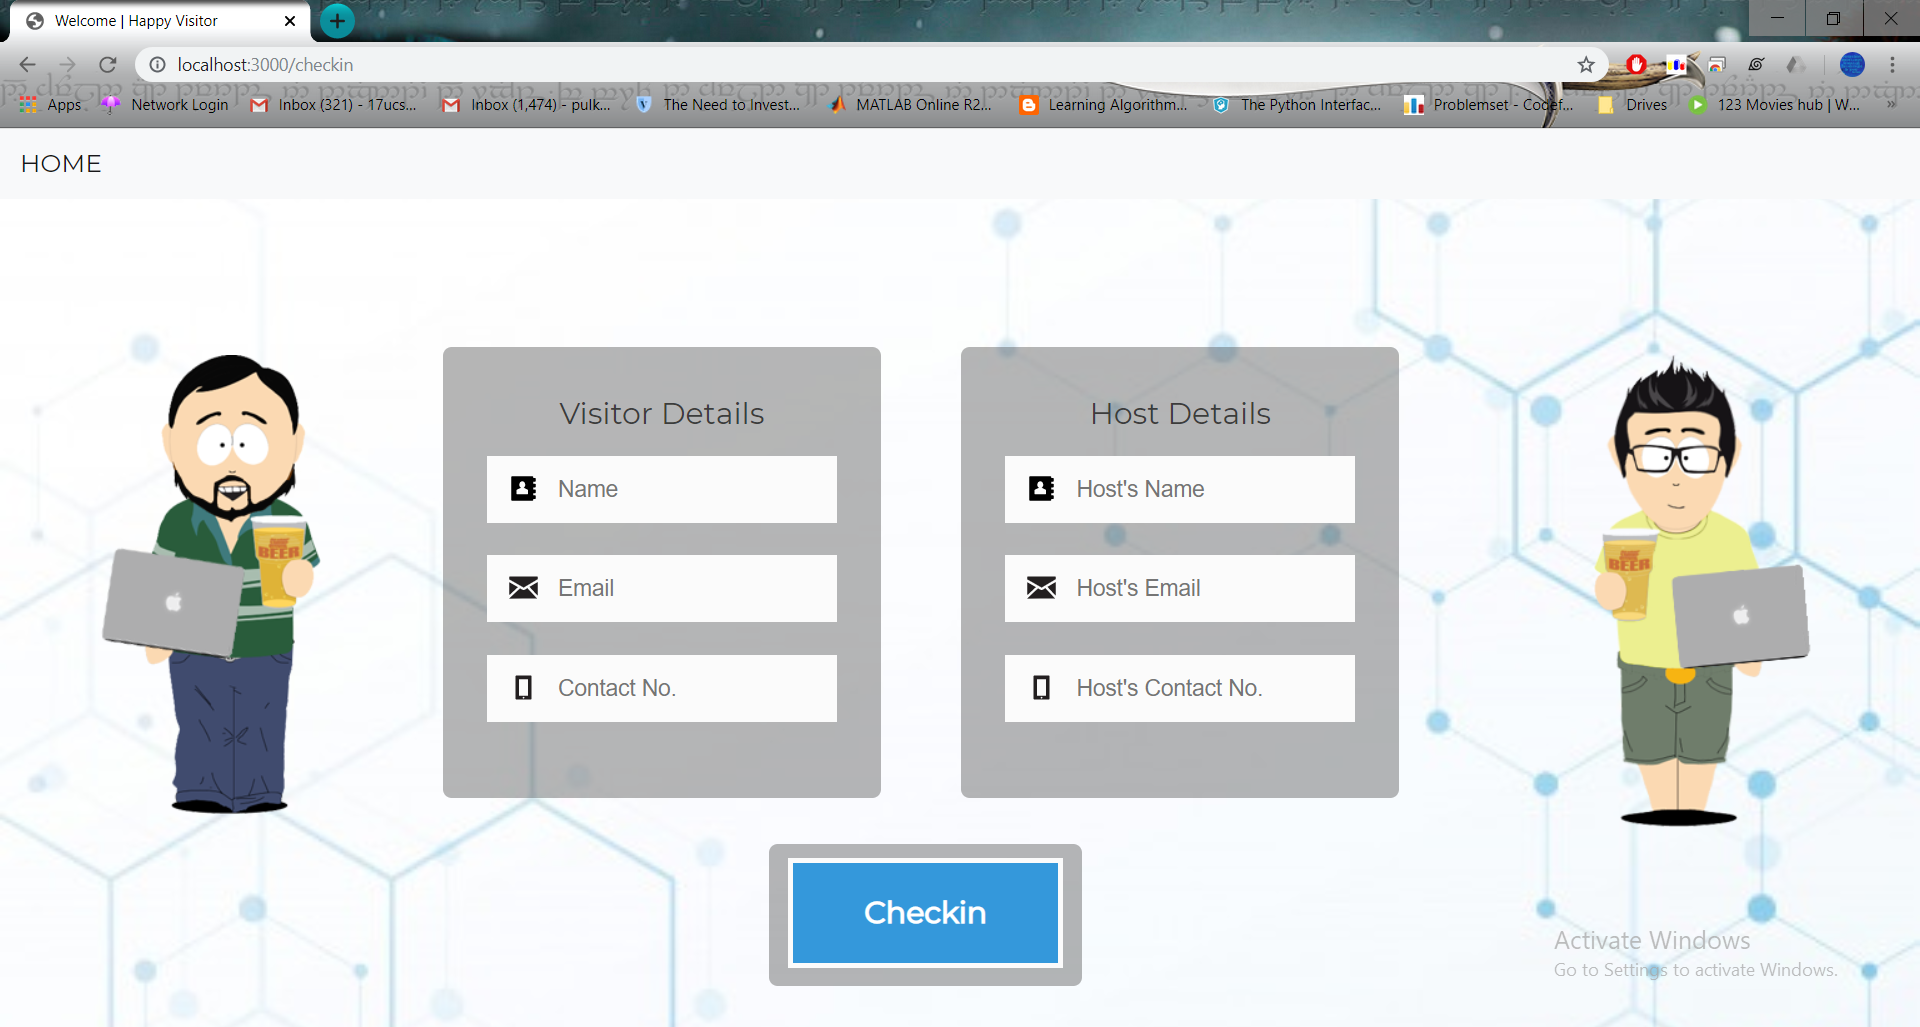 Welcome | Happy Visitor
localhost:3000/checkin
Apps Network Login Inbox (321) - 17ucs... Inbox (1,474) - pulk... The Need to Invest... MATLAB Online R2... Learning Algorithm... The Python Interfac... Problemset - Codef... Drives 123 Movies hub | W... »
HOME
Visitor Details
Name
Email
Contact No.
Host Details
Host's Name
Host's Email
Host's Contact No.
BEER
BEER
Checkin
Activate Windows
Go to Settings to activate Windows.